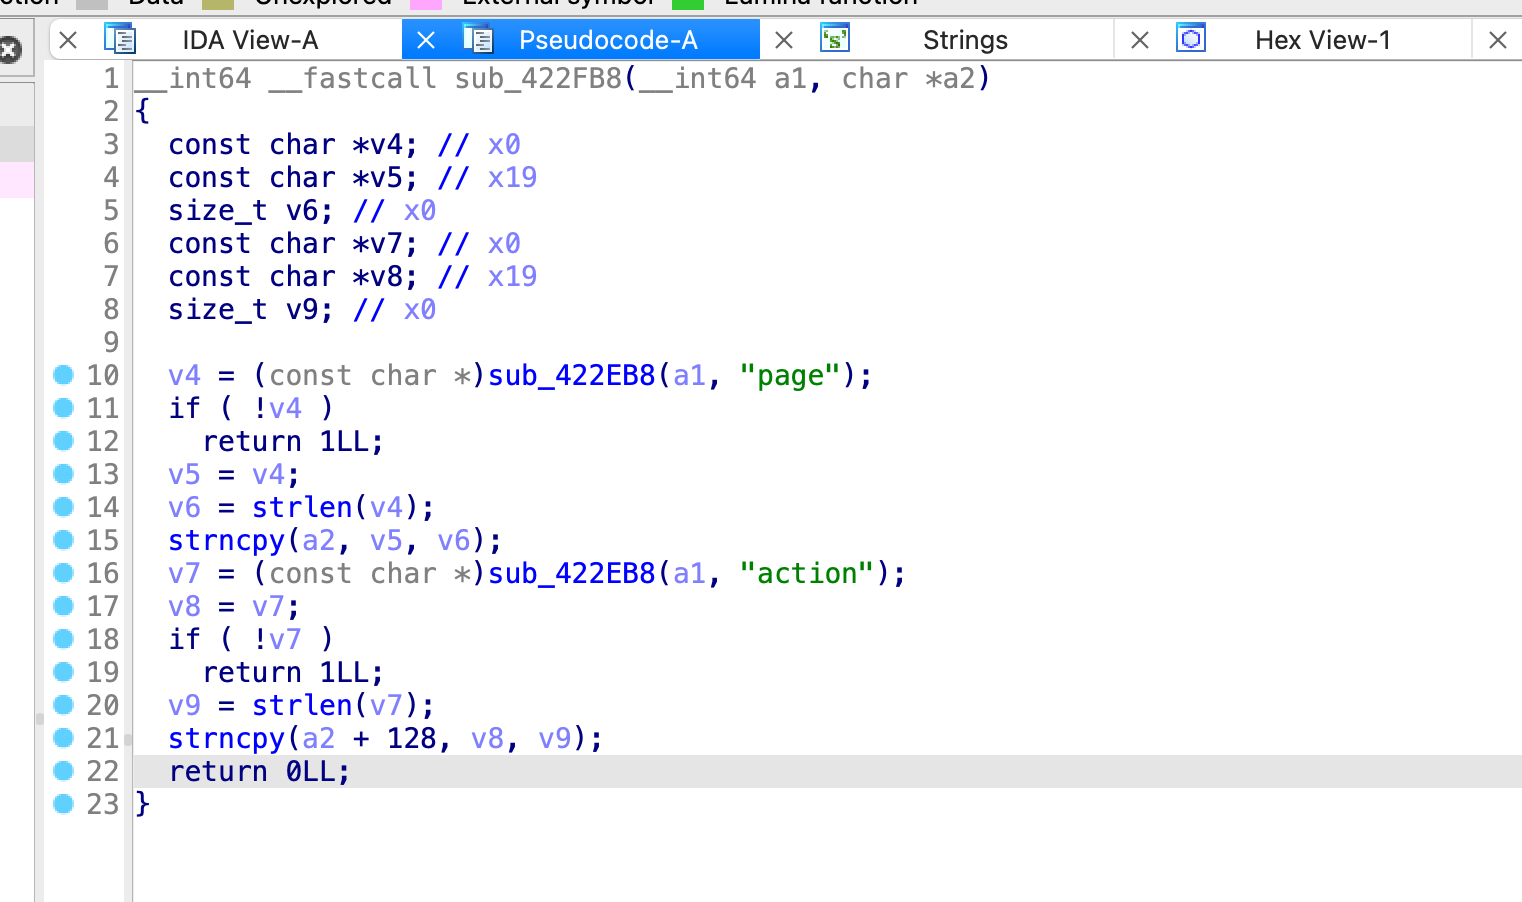 Data Unexplored External symbol Lumina function
IDA View-A Pseudocode-A Strings Hex View-1
1 __int64 __fastcall sub_422FB8(__int64 a1, char *a2)
2 {
3 const char *v4; // x0
4 const char *v5; // x19
5 size_t v6; // x0
6 const char *v7; // x0
7 const char *v8; // x19
8 size_t v9; // x0
9
10 v4 = (const char *)sub_422EB8(a1, "page");
11 if ( !v4 )
12 return 1LL;
13 v5 = v4;
14 v6 = strlen(v4);
15 strncpy(a2, v5, v6);
16 v7 = (const char *)sub_422EB8(a1, "action");
17 v8 = v7;
18 if ( !v7 )
19 return 1LL;
20 v9 = strlen(v7);
21 strncpy(a2 + 128, v8, v9);
22 return 0LL;
23 }